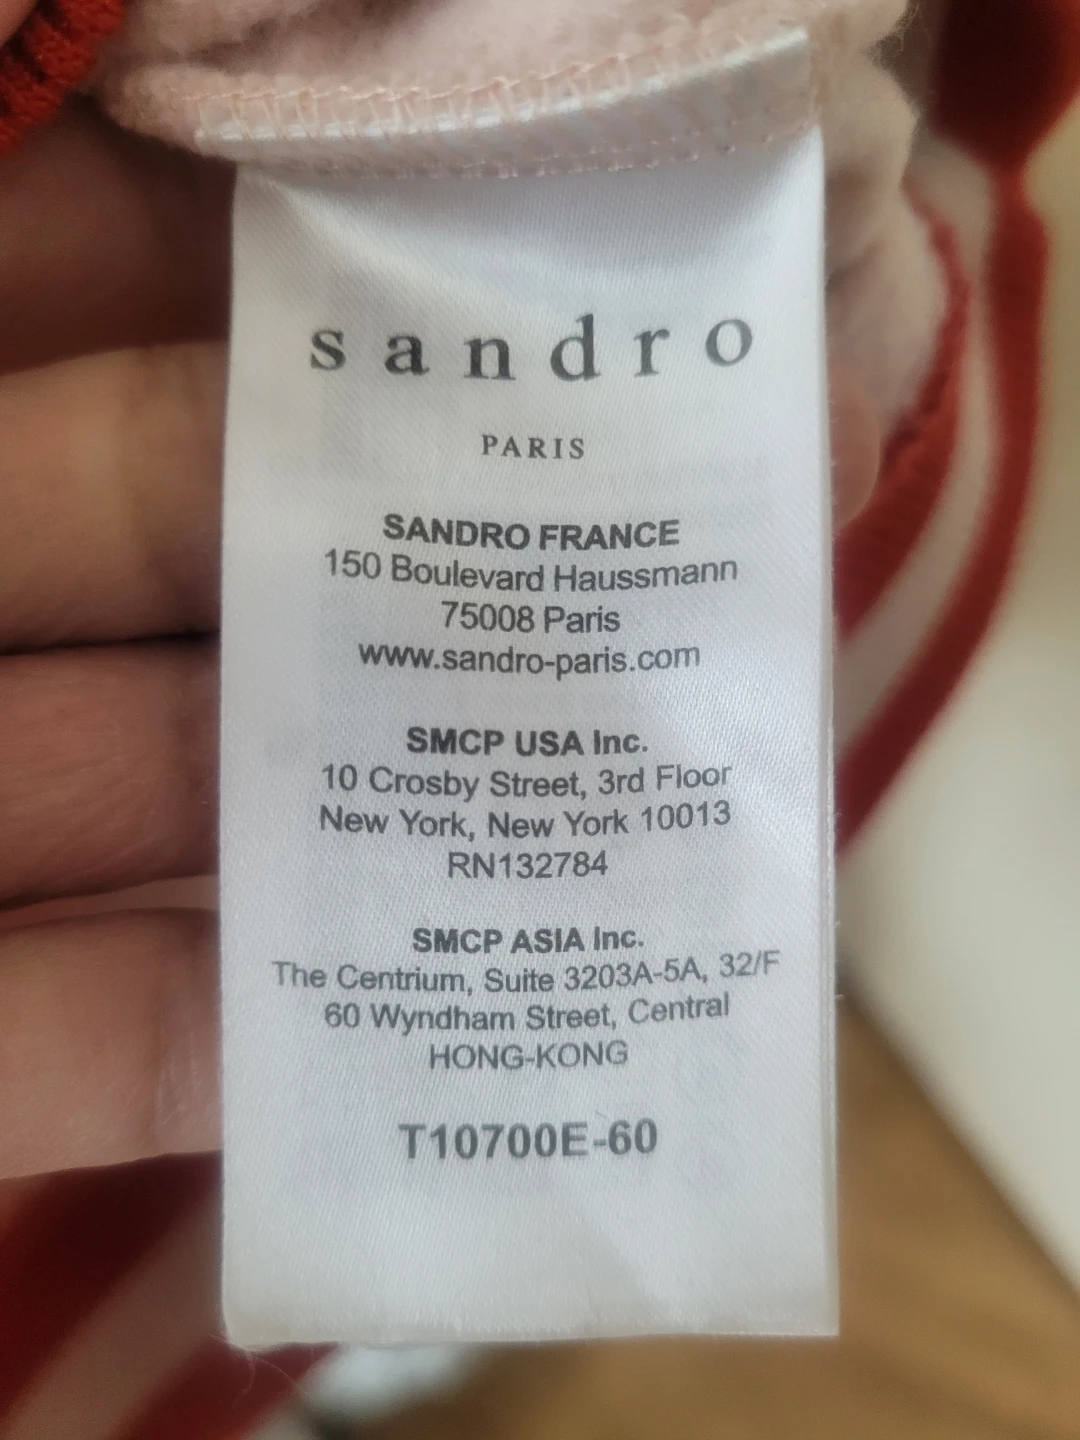 sandro
PARIS
SANDRO FRANCE
150 Boulevard Haussmann
75008 Paris
www.sandro-paris.com
SMCP USA Inc.
10 Crosby Street, 3rd Floor
New York, New York 10013
RN132784
SMCP ASIA Inc.
The Centrium, Suite 3203A-5A, 32/F
60 Wyndham Street, Central
HONG-KONG
T10700E-60